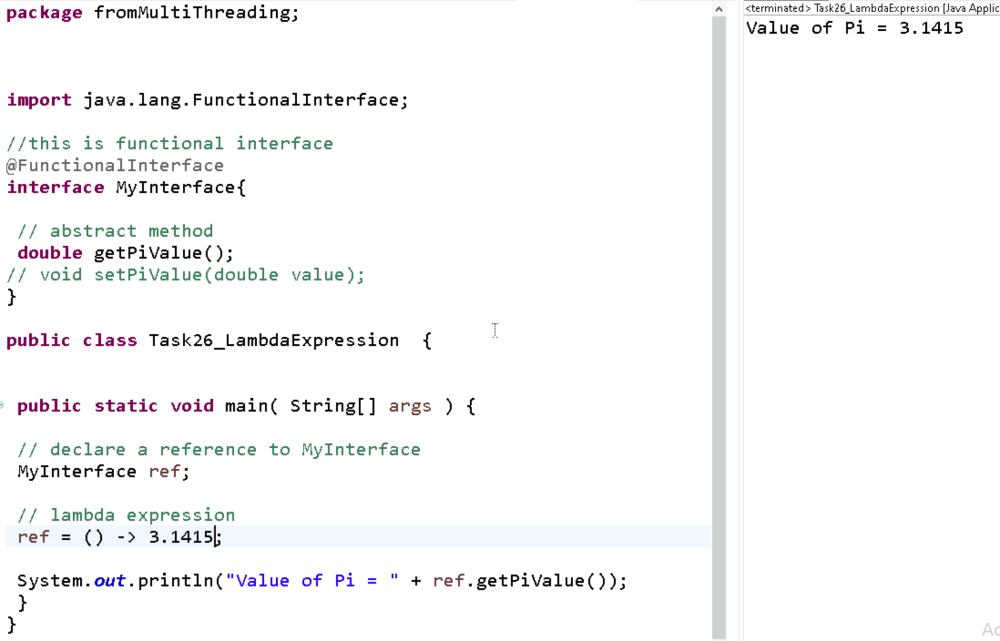 package fromMultiThreading;
import java.lang.FunctionalInterface;
//this is functional interface
@FunctionalInterface
interface MyInterface{
// abstract method
double getPiValue();
// void setPiValue(double value);
}
public class Task26_LambdaExpression  {
public static void main( String[] args ) {
// declare a reference to MyInterface
MyInterface ref;
// lambda expression
ref = () -> 3.1415;
System.out.println("Value of Pi = " + ref.getPiValue());
}
}
<terminated> Task26_LambdaExpression [Java Applic
Value of Pi = 3.1415
Ac